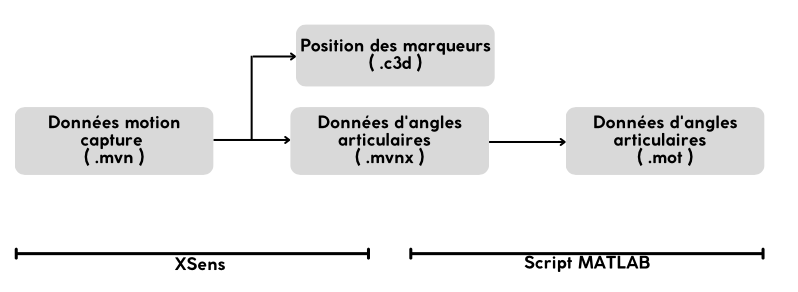 Position des marqueurs
( .c3d )
Données motion
capture
( .mvn )
Données d'angles
articulaires
( .mvnx )
Données d'angles
articulaires
( .mot )
XSens
Script MATLAB